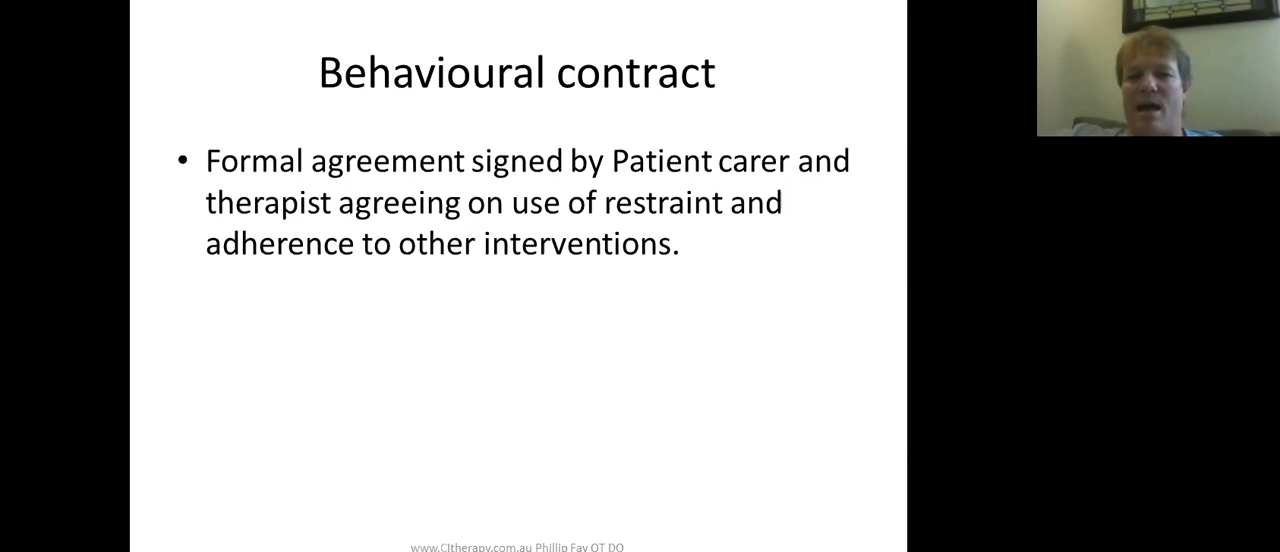 Behavioural contract
• Formal agreement signed by Patient carer and
therapist agreeing on use of restraint and
adherence to other interventions.
www.CItherapy.com.au Phillip Fay OT DO